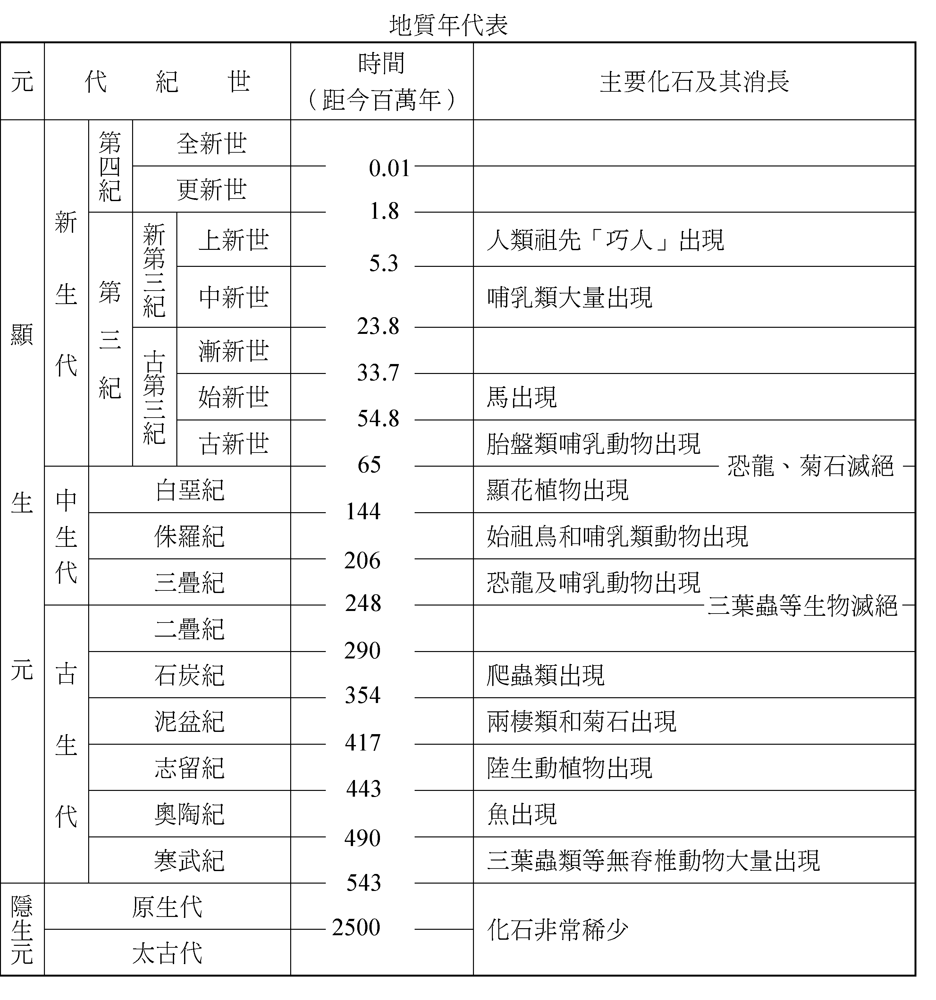 地質年代表
元 代 紀 世 時間（距今百萬年） 主要化石及其消長
顯生元
新生代
第四紀
全新世
0.01
更新世
1.8
第三紀
新第三紀
上新世 人類祖先「巧人」出現
5.3
中新世 哺乳類大量出現
23.8
古第三紀
漸新世
33.7
始新世 馬出現
54.8
古新世 胎盤類哺乳動物出現
65 恐龍、菊石滅絕
中生代
白堊紀 顯花植物出現
144
侏羅紀 始祖鳥和哺乳類動物出現
206
三疊紀 恐龍及哺乳動物出現
248 三葉蟲等生物滅絕
古生代
二疊紀
290
石炭紀 爬蟲類出現
354
泥盆紀 兩棲類和菊石出現
417
志留紀 陸生動植物出現
443
奧陶紀 魚出現
490
寒武紀 三葉蟲類等無脊椎動物大量出現
543
隱生元
原生代
2500 化石非常稀少
太古代